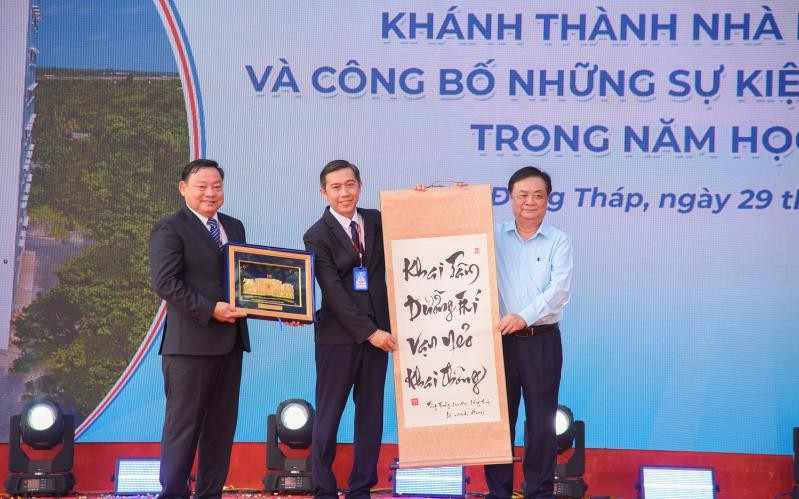 KHÁNH THÀNH NHÀ
VÀ CÔNG BỐ NHỮNG SỰ KIỆ
TRONG NĂM HỌC
Đồng Tháp, ngày 29 th
Khai Tâm
Dưỡng Trí
Vạn Nẻo
Khai thông